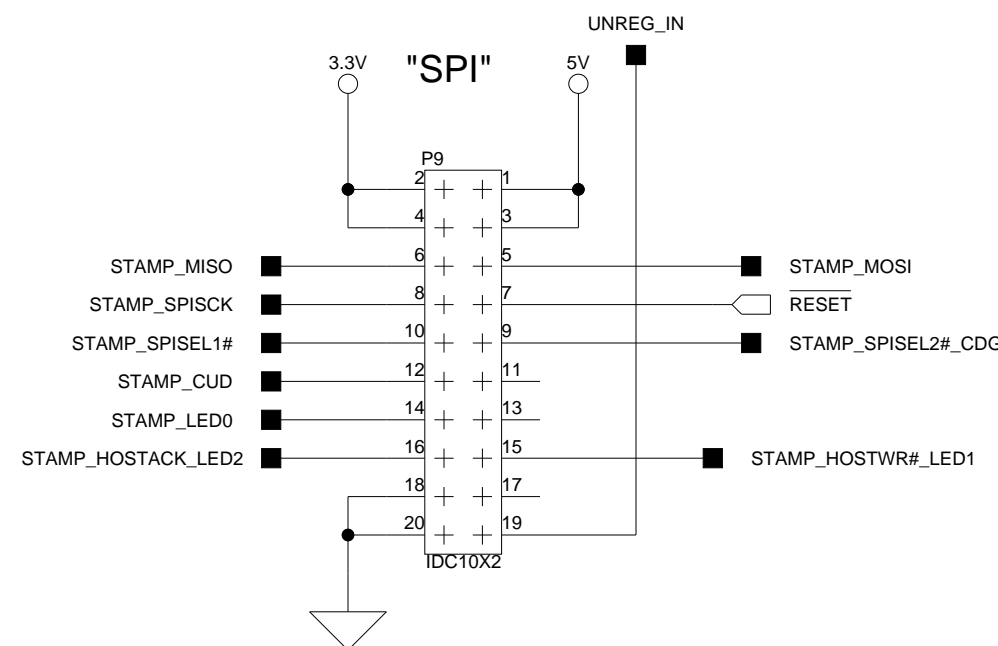 UNREG_IN
3.3V "SPI" 5V
P9
2 1
4 3
STAMP_MISO 6 5 STAMP_MOSI
STAMP_SPISCK 8 7 RESET
STAMP_SPISEL1# 10 9 STAMP_SPISEL2#_CDG
STAMP_CUD 12 11
STAMP_LED0 14 13
STAMP_HOSTACK_LED2 16 15 STAMP_HOSTWR#_LED1
18 17
20 19
IDC10X2